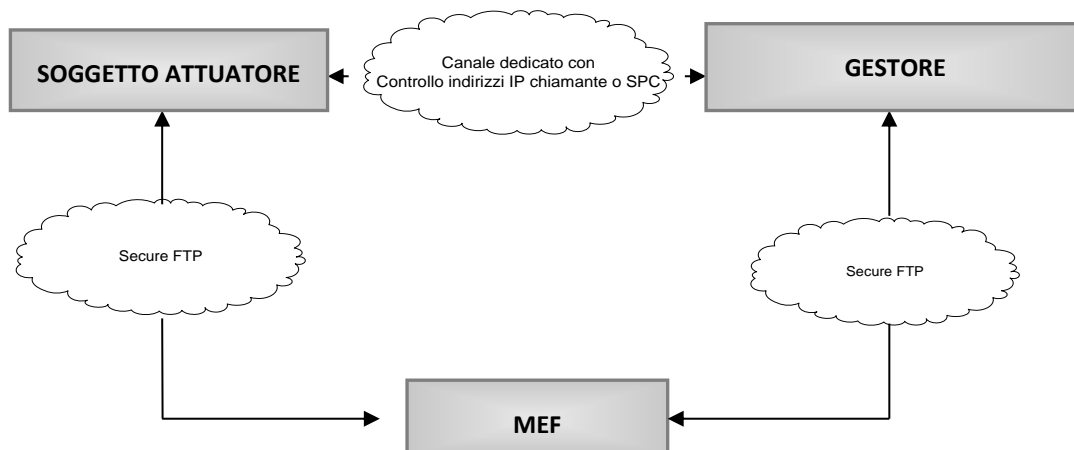 SOGGETTO ATTUATORE
Canale dedicato con
Controllo indirizzi IP chiamante o SPC
GESTORE
Secure FTP
Secure FTP
MEF